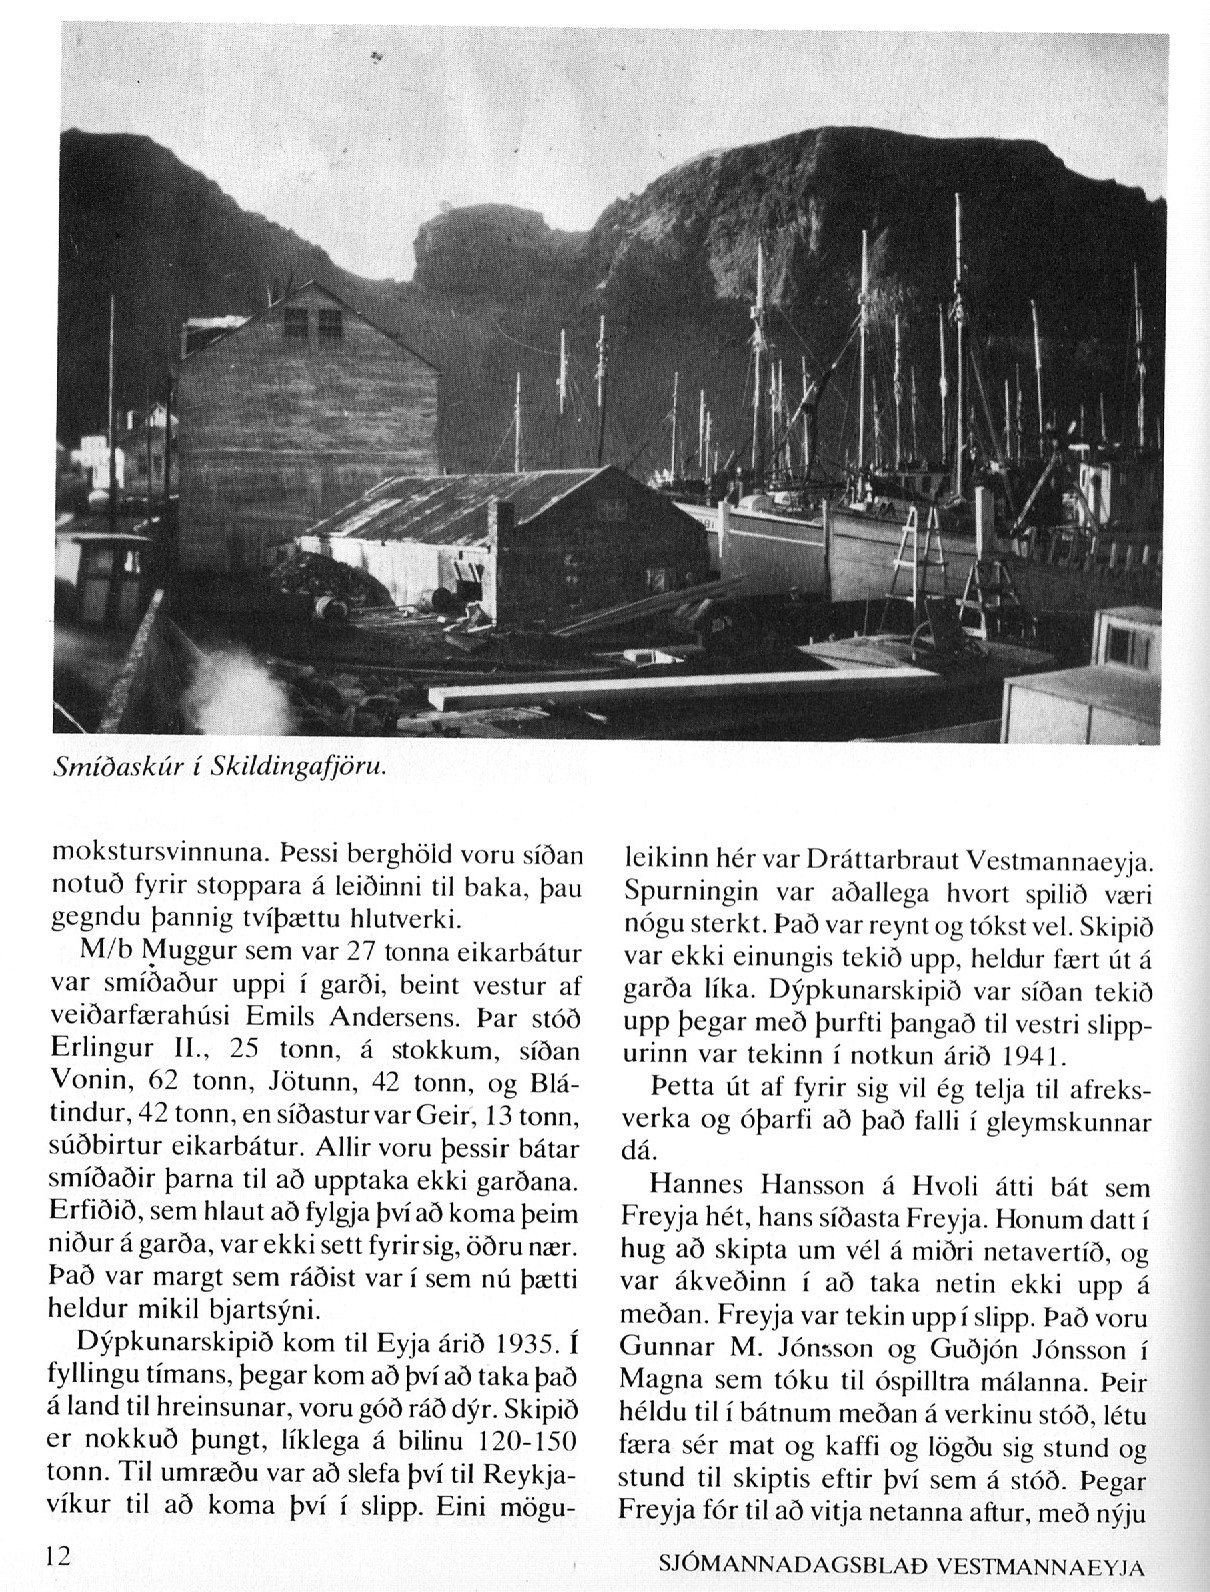 Smíðaskúr í Skildingafjöru.
mokstursvinnuna. Þessi berghöld voru síðan
notuð fyrir stoppara á leiðinni til baka, þau
gegndu þannig tvíþættu hlutverki.
M/b Muggur sem var 27 tonna eikarbátur
var smíðaður uppi í garði, beint vestur af
veiðarfærahúsi Emils Andersens. Þar stóð
Erlingur II., 25 tonn, á stokkum, síðan
Vonin, 62 tonn, Jötunn, 42 tonn, og Blá-
tindur, 42 tonn, en síðastur var Geir, 13 tonn,
súðbirtur eikarbátur. Allir voru þessir bátar
smíðaðir þarna til að upptaka ekki garðana.
Erfiðið, sem hlaut að fylgja því að koma þeim
niður á garða, var ekki sett fyrir sig, öðru nær.
Það var margt sem ráðist var í sem nú þætti
heldur mikil bjartsýni.
Dýpkunarskipið kom til Eyja árið 1935. Í
fyllingu tímans, þegar kom að því að taka það
á land til hreinsunar, voru góð ráð dýr. Skipið
er nokkuð þungt, líklega á bilinu 120-150
tonn. Til umræðu var að slefa því til Reykja-
víkur til að koma því í slipp. Eini mögu-
leikinn hér var Dráttarbraut Vestmannaeyja.
Spurningin var aðallega hvort spilið væri
nógu sterkt. Það var reynt og tókst vel. Skipið
var ekki einungis tekið upp, heldur fært út á
garða líka. Dýpkunarskipið var síðan tekið
upp þegar með þurfti þangað til vestri slipp-
urinn var tekinn í notkun árið 1941.
Þetta út af fyrir sig vil ég telja til afreks-
verka og óþarfi að það falli í gleymskunnar
dá.
Hannes Hansson á Hvoli átti bát sem
Freyja hét, hans síðasta Freyja. Honum datt í
hug að skipta um vél á miðri netavertíð, og
var ákveðinn í að taka netin ekki upp á
meðan. Freyja var tekin upp í slipp. Það voru
Gunnar M. Jónsson og Guðjón Jónsson í
Magna sem tóku til óspilltra málanna. Þeir
héldu til í bátnum meðan á verkinu stóð, létu
færa sér mat og kaffi og lögðu sig stund og
stund til skiptis eftir því sem á stóð. Þegar
Freyja fór til að vitja netanna aftur, með nýju
12
SJÓMANNADAGSBLAÐ VESTMANNAEYJA